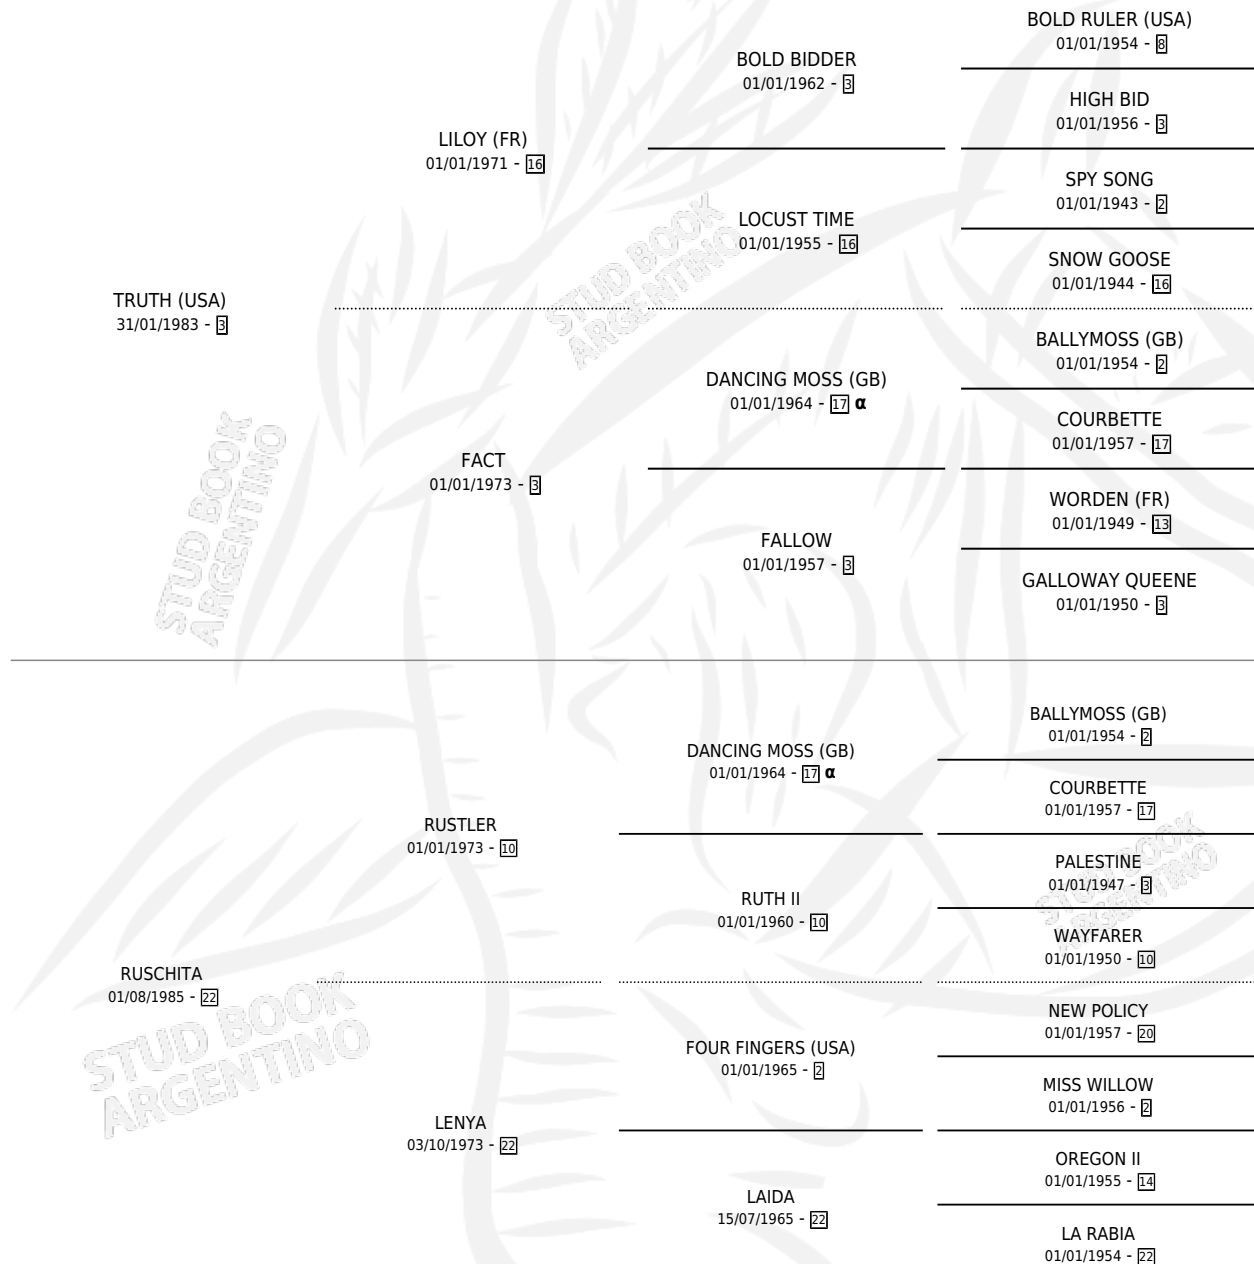 BOLD RULER (USA)
01/01/1954 - 8
BOLD BIDDER
01/01/1962 - 3
HIGH BID
01/01/1956 - 3
LILOY (FR)
01/01/1971 - 16
SPY SONG
01/01/1943 - 2
LOCUST TIME
01/01/1955 - 16
SNOW GOOSE
01/01/1944 - 16
STUD BOOK
ARGENTINO
TRUTH (USA)
31/01/1983 - 3
BALLYMOSS (GB)
01/01/1954 - 2
DANCING MOSS (GB)
01/01/1964 - 17 α
COURBETTE
01/01/1957 - 17
FACT
01/01/1973 - 3
WORDEN (FR)
01/01/1949 - 13
FALLOW
01/01/1957 - 3
GALLOWAY QUEENE
01/01/1950 - 3
STUD BOOK
ARGENTINO
BALLYMOSS (GB)
01/01/1954 - 2
DANCING MOSS (GB)
01/01/1964 - 17 α
COURBETTE
01/01/1957 - 17
RUSTLER
01/01/1973 - 10
PALESTINE
01/01/1947 - 3
RUTH II
01/01/1960 - 10
WAYFARER
01/01/1950 - 10
STUD BOOK
ARGENTINO
RUSCHITA
01/08/1985 - 22
NEW POLICY
01/01/1957 - 20
FOUR FINGERS (USA)
01/01/1965 - 2
MISS WILLOW
01/01/1956 - 2
LENYA
03/10/1973 - 22
OREGON II
01/01/1955 - 14
LAIDA
15/07/1965 - 22
LA RABIA
01/01/1954 - 22
STUD BOOK
ARGENTINO